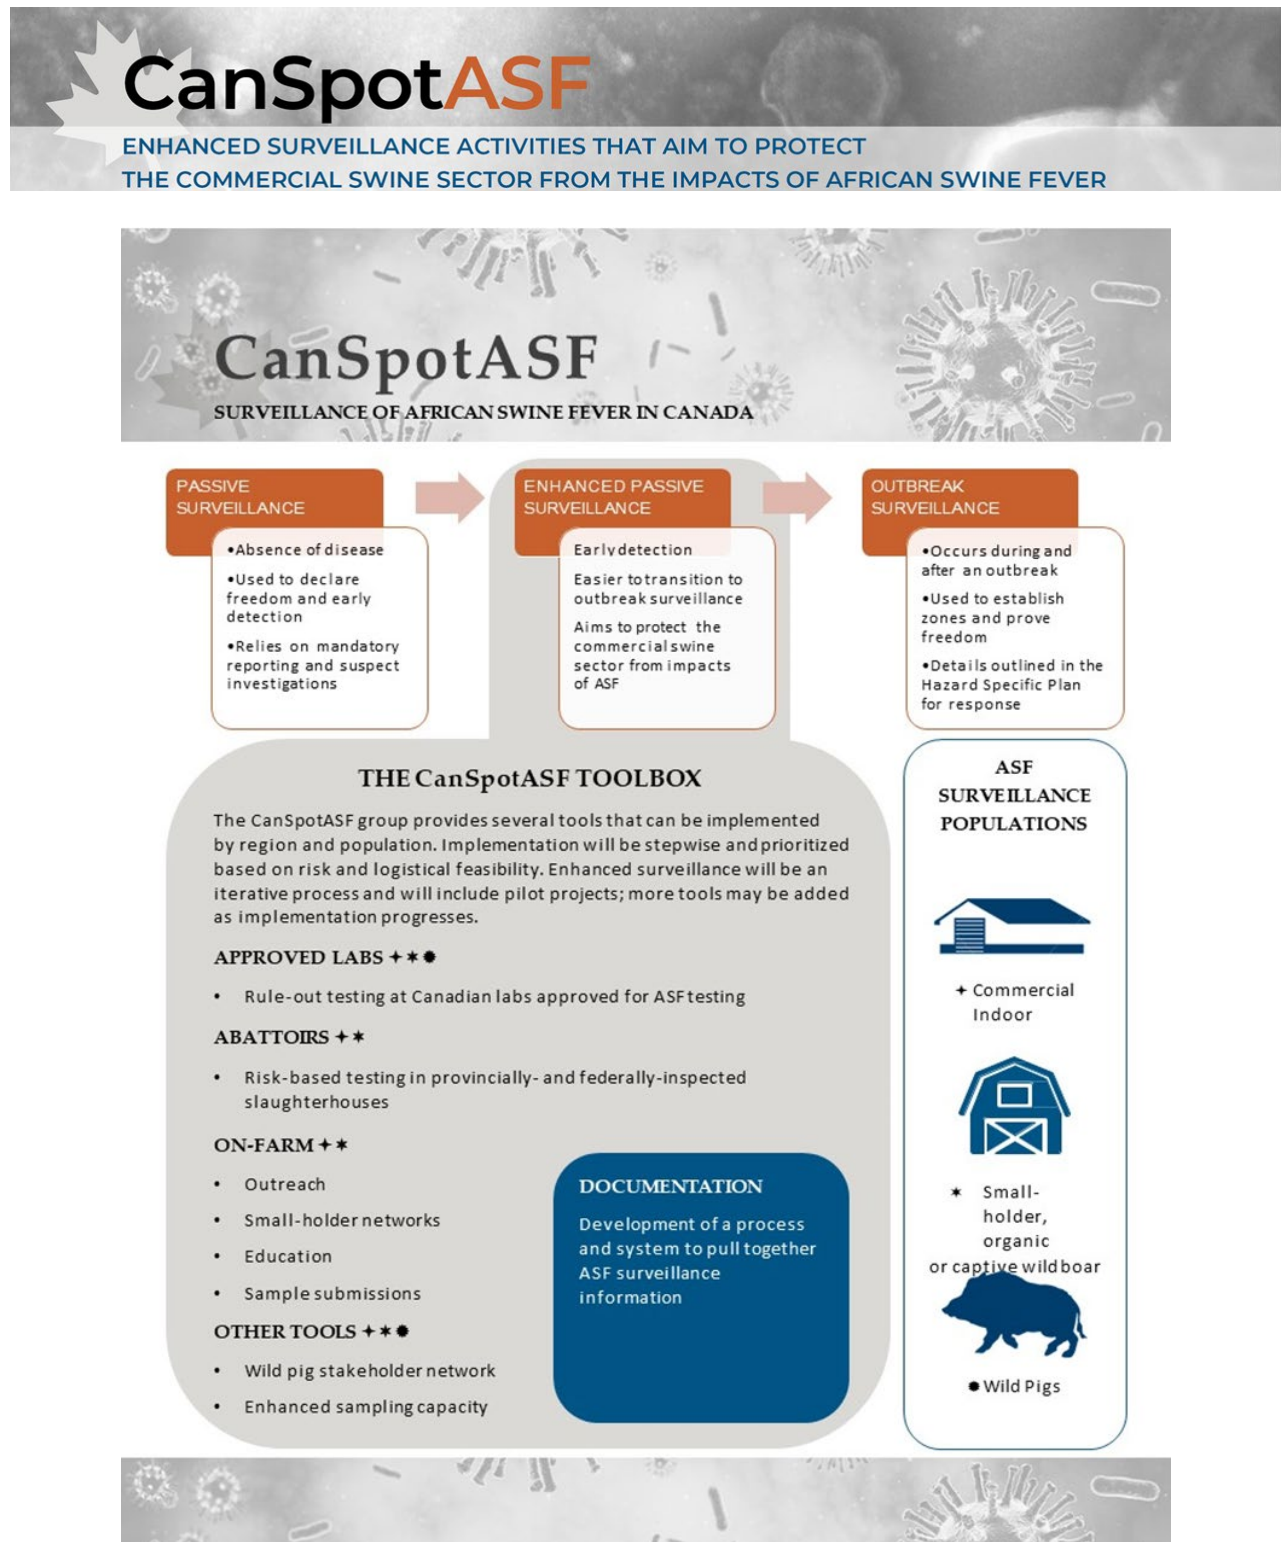 CanSpotASF
ENHANCED SURVEILLANCE ACTIVITIES THAT AIM TO PROTECT
THE COMMERCIAL SWINE SECTOR FROM THE IMPACTS OF AFRICAN SWINE FEVER
CanSpotASF
SURVEILLANCE OF AFRICAN SWINE FEVER IN CANADA
PASSIVE
SURVEILLANCE
•Absence of disease
•Used to declare
freedom and early
detection
•Relies on mandatory
reporting and suspect
investigations
ENHANCED PASSIVE
SURVEILLANCE
Early detection
Easier to transition to
outbreak surveillance
Aims to protect the
commercial swine
sector from impacts
of ASF
OUTBREAK
SURVEILLANCE
•Occurs during and
after an outbreak
•Used to establish
zones and prove
freedom
•Details outlined in the
Hazard Specific Plan
for response
THE CanSpotASF TOOLBOX
The CanSpotASF group provides several tools that can be implemented
by region and population. Implementation will be stepwise and prioritized
based on risk and logistical feasibility. Enhanced surveillance will be an
iterative process and will include pilot projects; more tools may be added
as implementation progresses.
APPROVED LABS ✦✶✹
• Rule-out testing at Canadian labs approved for ASF testing
ABATTOIRS ✦✶
• Risk-based testing in provincially- and federally-inspected
slaughterhouses
ON-FARM ✦✶
• Outreach
• Small-holder networks
• Education
• Sample submissions
OTHER TOOLS ✦✶✹
• Wild pig stakeholder network
• Enhanced sampling capacity
DOCUMENTATION
Development of a process
and system to pull together
ASF surveillance
information
ASF
SURVEILLANCE
POPULATIONS
✦ Commercial
Indoor
✶ Small-
holder,
organic
or captive wild boar
✹ Wild Pigs